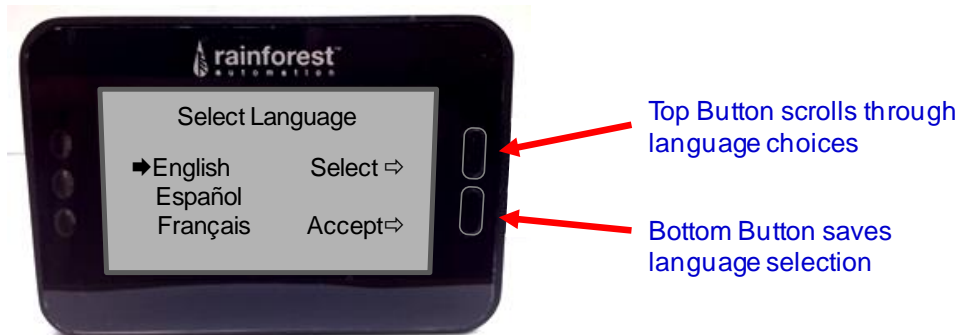 rainforest™
automation
Select Language
➡English Select ⇨
Español
Français Accept⇨
Top Button scrolls through
language choices
Bottom Button saves
language selection